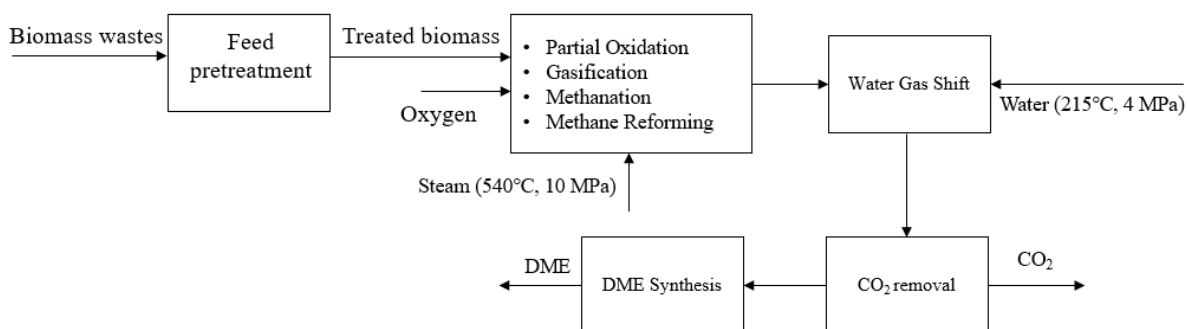 Biomass wastes
Feed
pretreatment
Treated biomass
Oxygen
• Partial Oxidation
• Gasification
• Methanation
• Methane Reforming
Steam (540°C, 10 MPa)
Water Gas Shift
Water (215°C, 4 MPa)
DME
DME Synthesis
CO₂ removal
CO₂